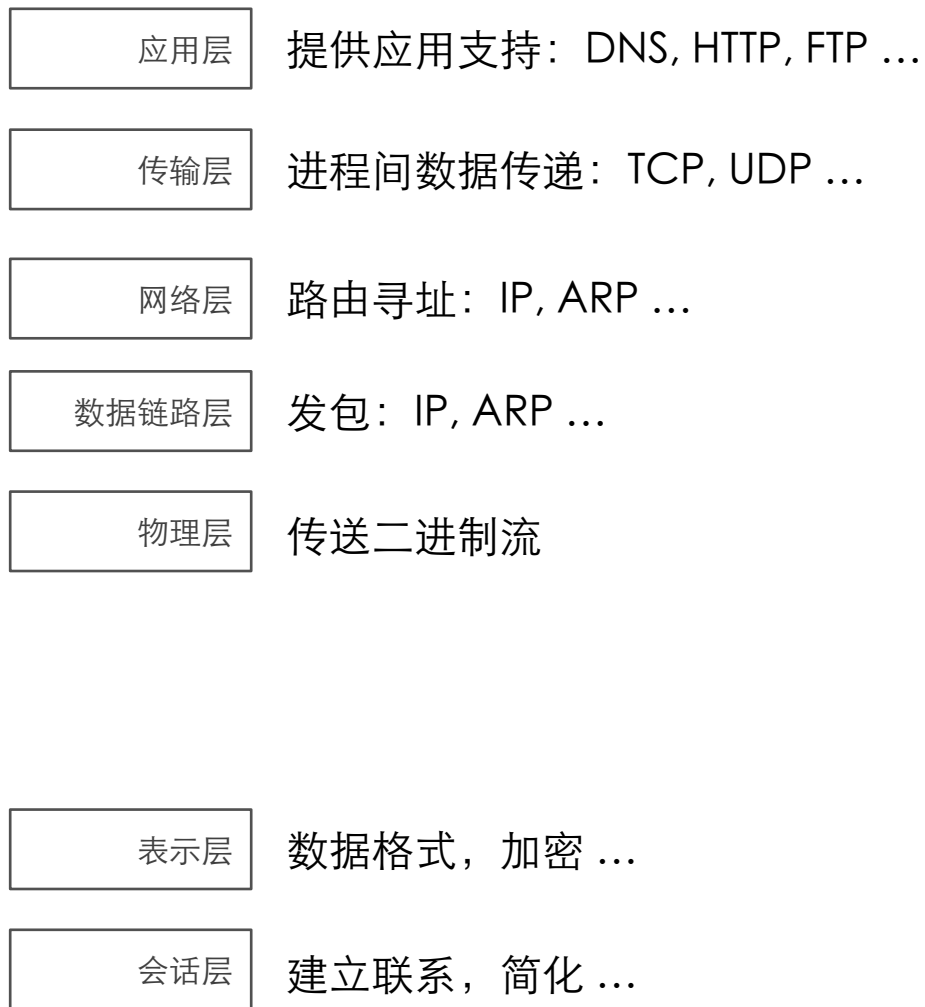 应用层 提供应用支持：DNS, HTTP, FTP …
传输层 进程间数据传递：TCP, UDP …
网络层 路由寻址：IP, ARP …
数据链路层 发包：IP, ARP …
物理层 传送二进制流
表示层 数据格式，加密 …
会话层 建立联系，简化 …